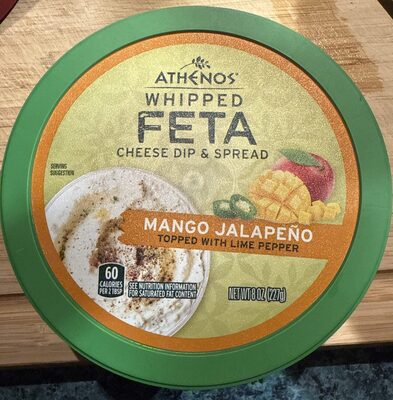 ATHENOS®
WHIPPED
FETA
CHEESE DIP & SPREAD
SERVING
SUGGESTION
MANGO JALAPEÑO
TOPPED WITH LIME PEPPER
60
CALORIES
PER 2 TBSP
SEE NUTRITION INFORMATION
FOR SATURATED FAT CONTENT
NET WT 8 OZ (227g)